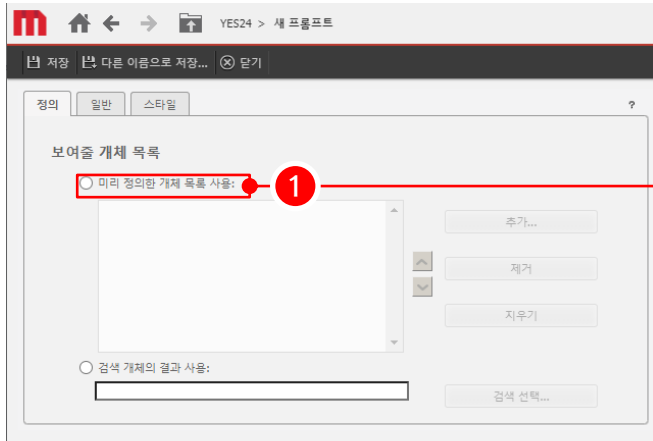 YES24 > 새 프롬프트
저장 다른 이름으로 저장... 닫기
정의 일반 스타일 ?
보여줄 개체 목록
미리 정의한 개체 목록 사용:
1
추가...
제거
지우기
검색 개체의 결과 사용:
검색 선택...